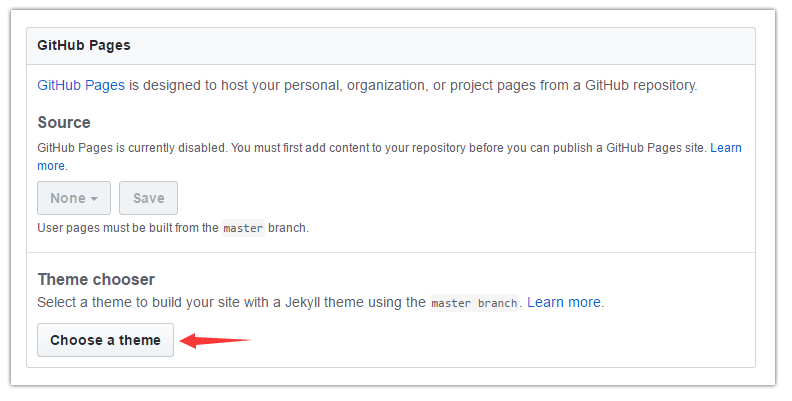 GitHub Pages
GitHub Pages is designed to host your personal, organization, or project pages from a GitHub repository.
Source
GitHub Pages is currently disabled. You must first add content to your repository before you can publish a GitHub Pages site. Learn
more.
None Save
User pages must be built from the master branch.
Theme chooser
Select a theme to build your site with a Jekyll theme using the master branch. Learn more.
Choose a theme